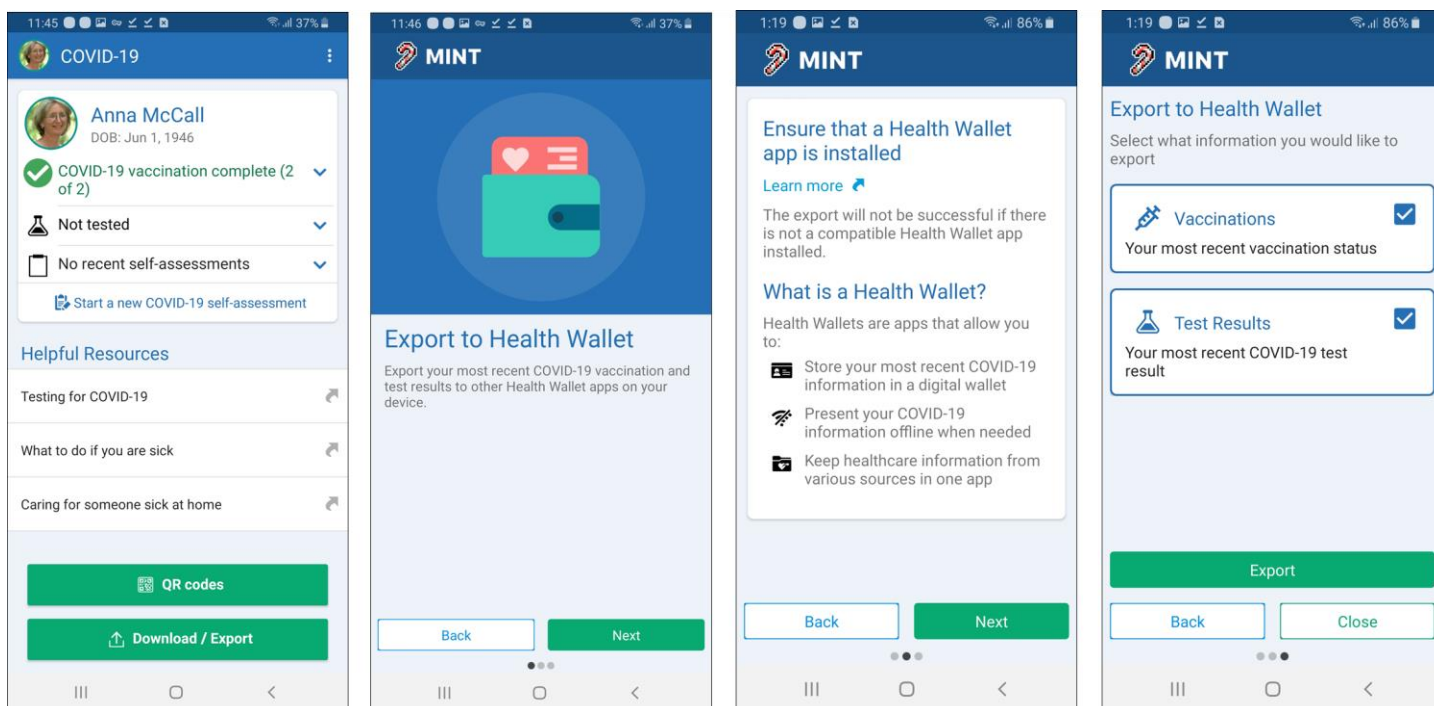 11:45
37%
COVID-19
Anna McCall
DOB: Jun 1, 1946
COVID-19 vaccination complete (2
of 2)
Not tested
No recent self-assessments
Start a new COVID-19 self-assessment
Helpful Resources
Testing for COVID-19
What to do if you are sick
Caring for someone sick at home
QR codes
Download / Export
11:46
37%
MINT
Export to Health Wallet
Export your most recent COVID-19 vaccination and
test results to other Health Wallet apps on your
device.
Back
Next
1:19
86%
MINT
Ensure that a Health Wallet
app is installed
Learn more
The export will not be successful if there
is not a compatible Health Wallet app
installed.
What is a Health Wallet?
Health Wallets are apps that allow you
to:
Store your most recent COVID-19
information in a digital wallet
Present your COVID-19
information offline when needed
Keep healthcare information from
various sources in one app
Back
Next
1:19
86%
MINT
Export to Health Wallet
Select what information you would like to
export
Vaccinations
Your most recent vaccination status
Test Results
Your most recent COVID-19 test
result
Export
Back
Close